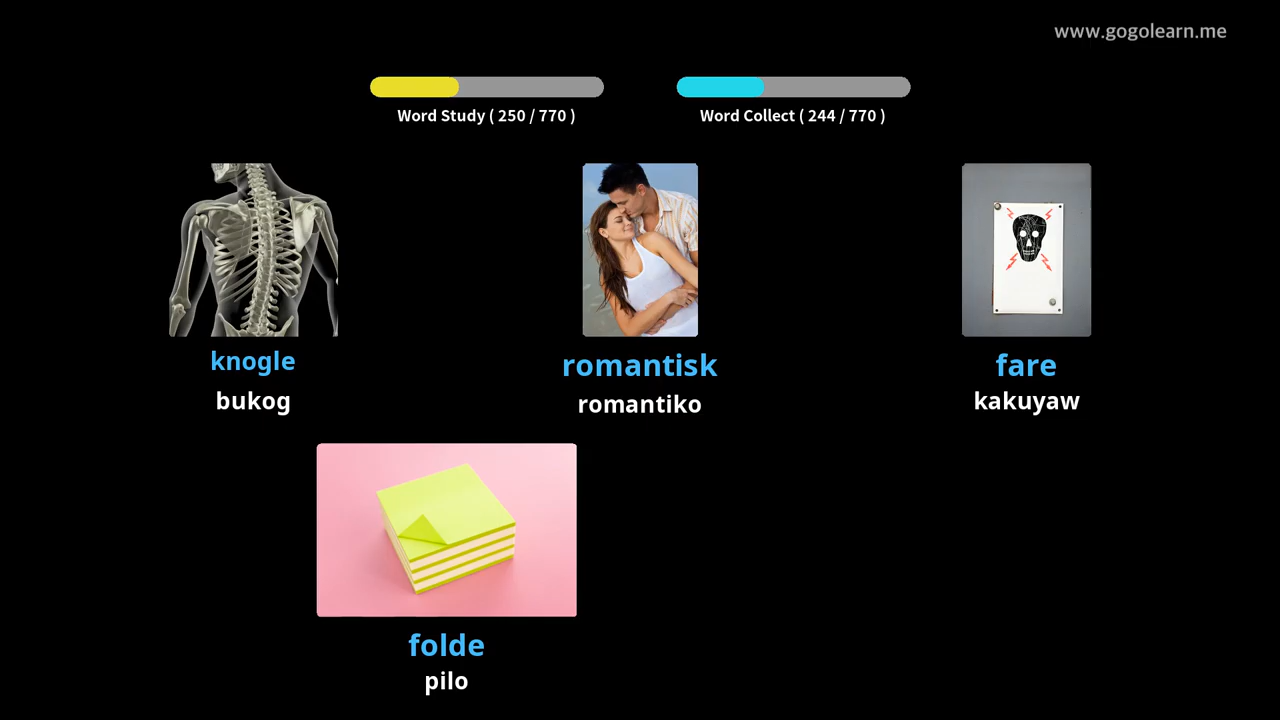 www.gogolearn.me
Word Study ( 250 / 770 )
Word Collect ( 244 / 770 )
knogle
bukog
romantisk
romantiko
fare
kakuyaw
folde
pilo